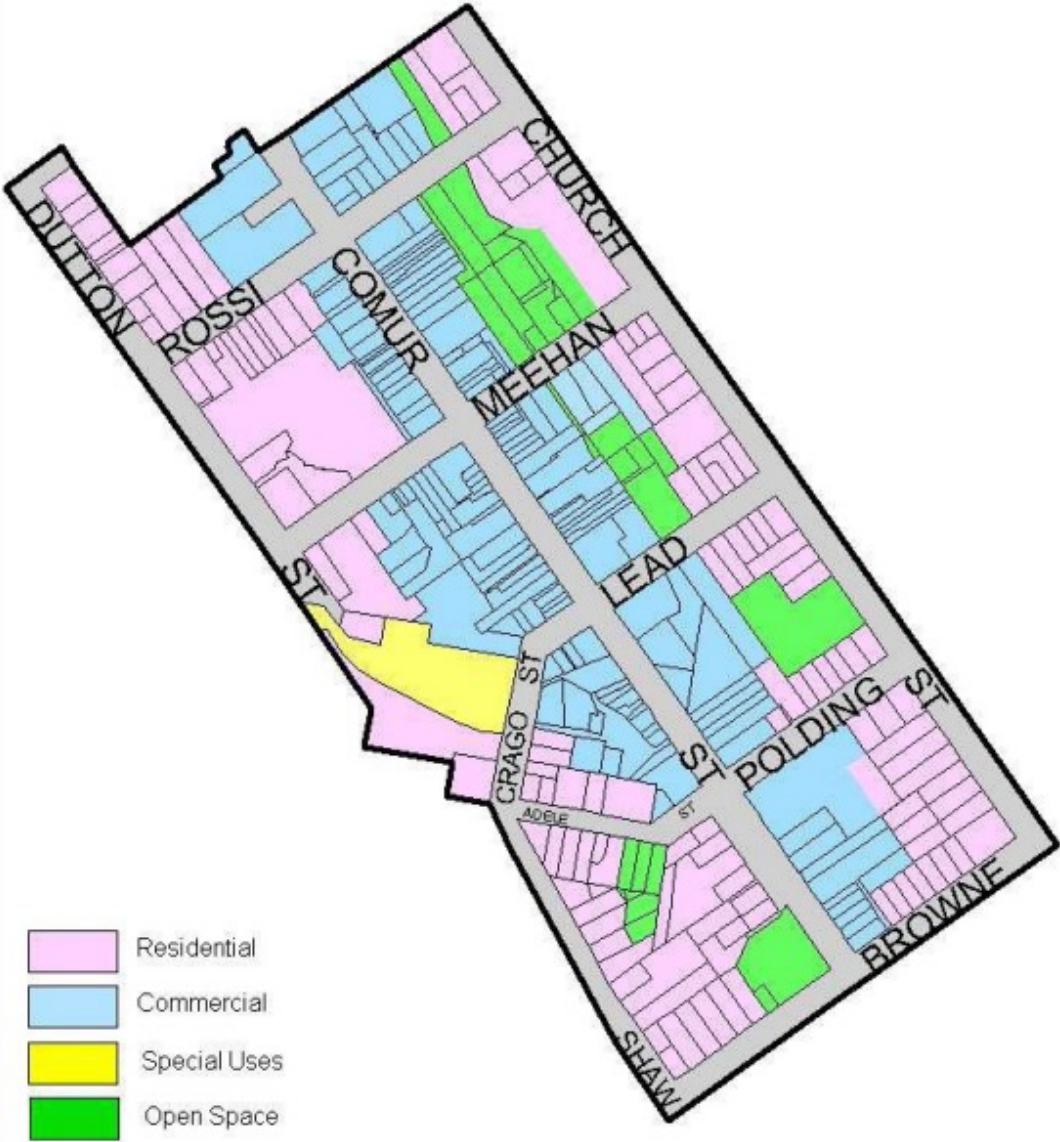 CHURCH
DUTTON
ROSSI
COMUR
MEEHAN
LEAD
ST
ST
CRAGO
ST
ST
POLDING
ADELE
ST
BROWNE
SHAW
Residential
Commercial
Special Uses
Open Space